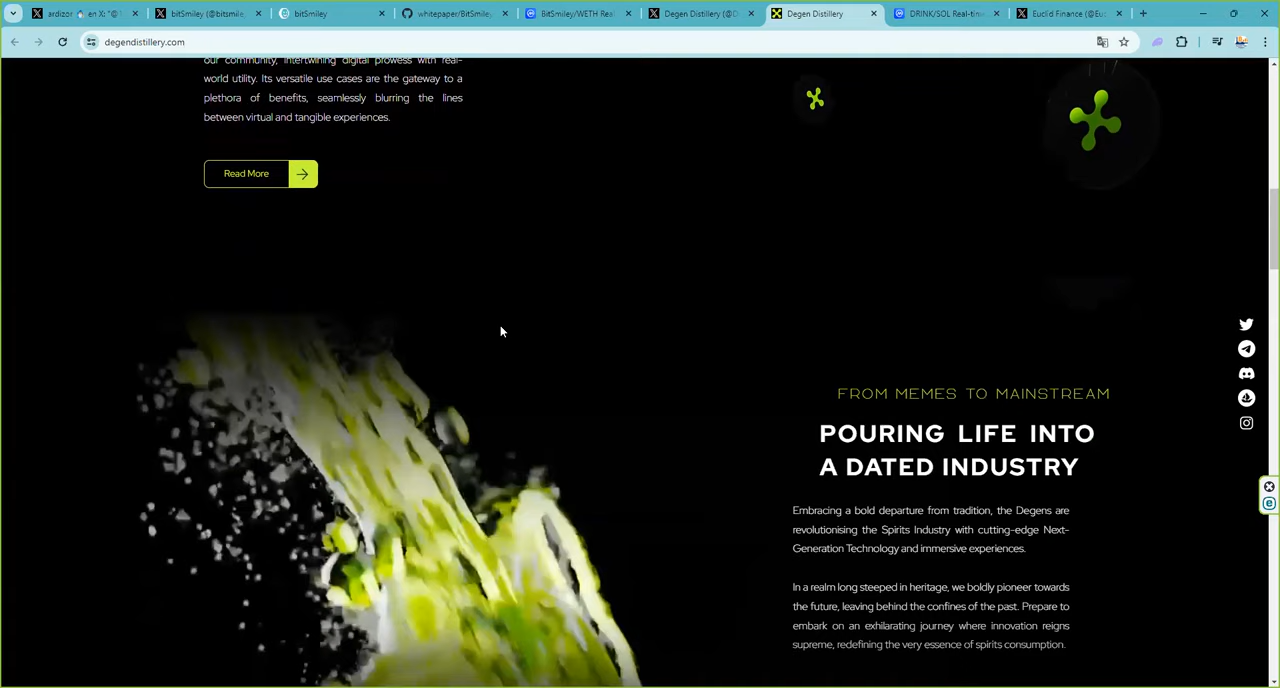 ardizor en X: "@
bitSmiley (@bitsmile
bitSmiley
whitepaper/BitSmile
BitSmiley/WETH Rea
Degen Distillery (@D
Degen Distillery
DRINK/SOL Real-tim
Euclid Finance (@Euc
degendistillery.com
our community, intertwining digital prowess with real-
world utility. Its versatile use cases are the gateway to a
plethora of benefits, seamlessly blurring the lines
between virtual and tangible experiences.
Read More
FROM MEMES TO MAINSTREAM
POURING LIFE INTO
A DATED INDUSTRY
Embracing a bold departure from tradition, the Degens are
revolutionising the Spirits Industry with cutting-edge Next-
Generation Technology and immersive experiences.
In a realm long steeped in heritage, we boldly pioneer towards
the future, leaving behind the confines of the past. Prepare to
embark on an exhilarating journey where innovation reigns
supreme, redefining the very essence of spirits consumption.